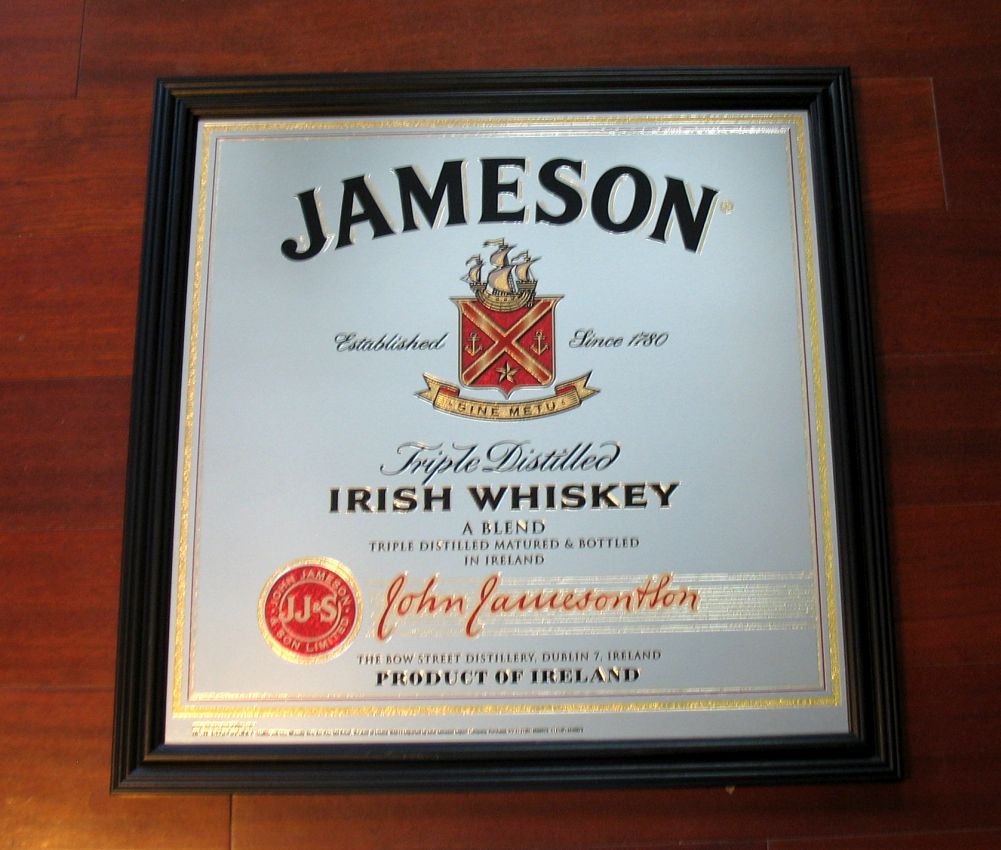 JAMESON®
Established Since 1780
SINE METU
Triple Distilled
IRISH WHISKEY
A BLEND
TRIPLE DISTILLED MATURED & BOTTLED
IN IRELAND
JOHN JAMESON
JJ&S
& SON LIMITED
John Jameson & Son
THE BOW STREET DISTILLERY, DUBLIN 7, IRELAND
PRODUCT OF IRELAND